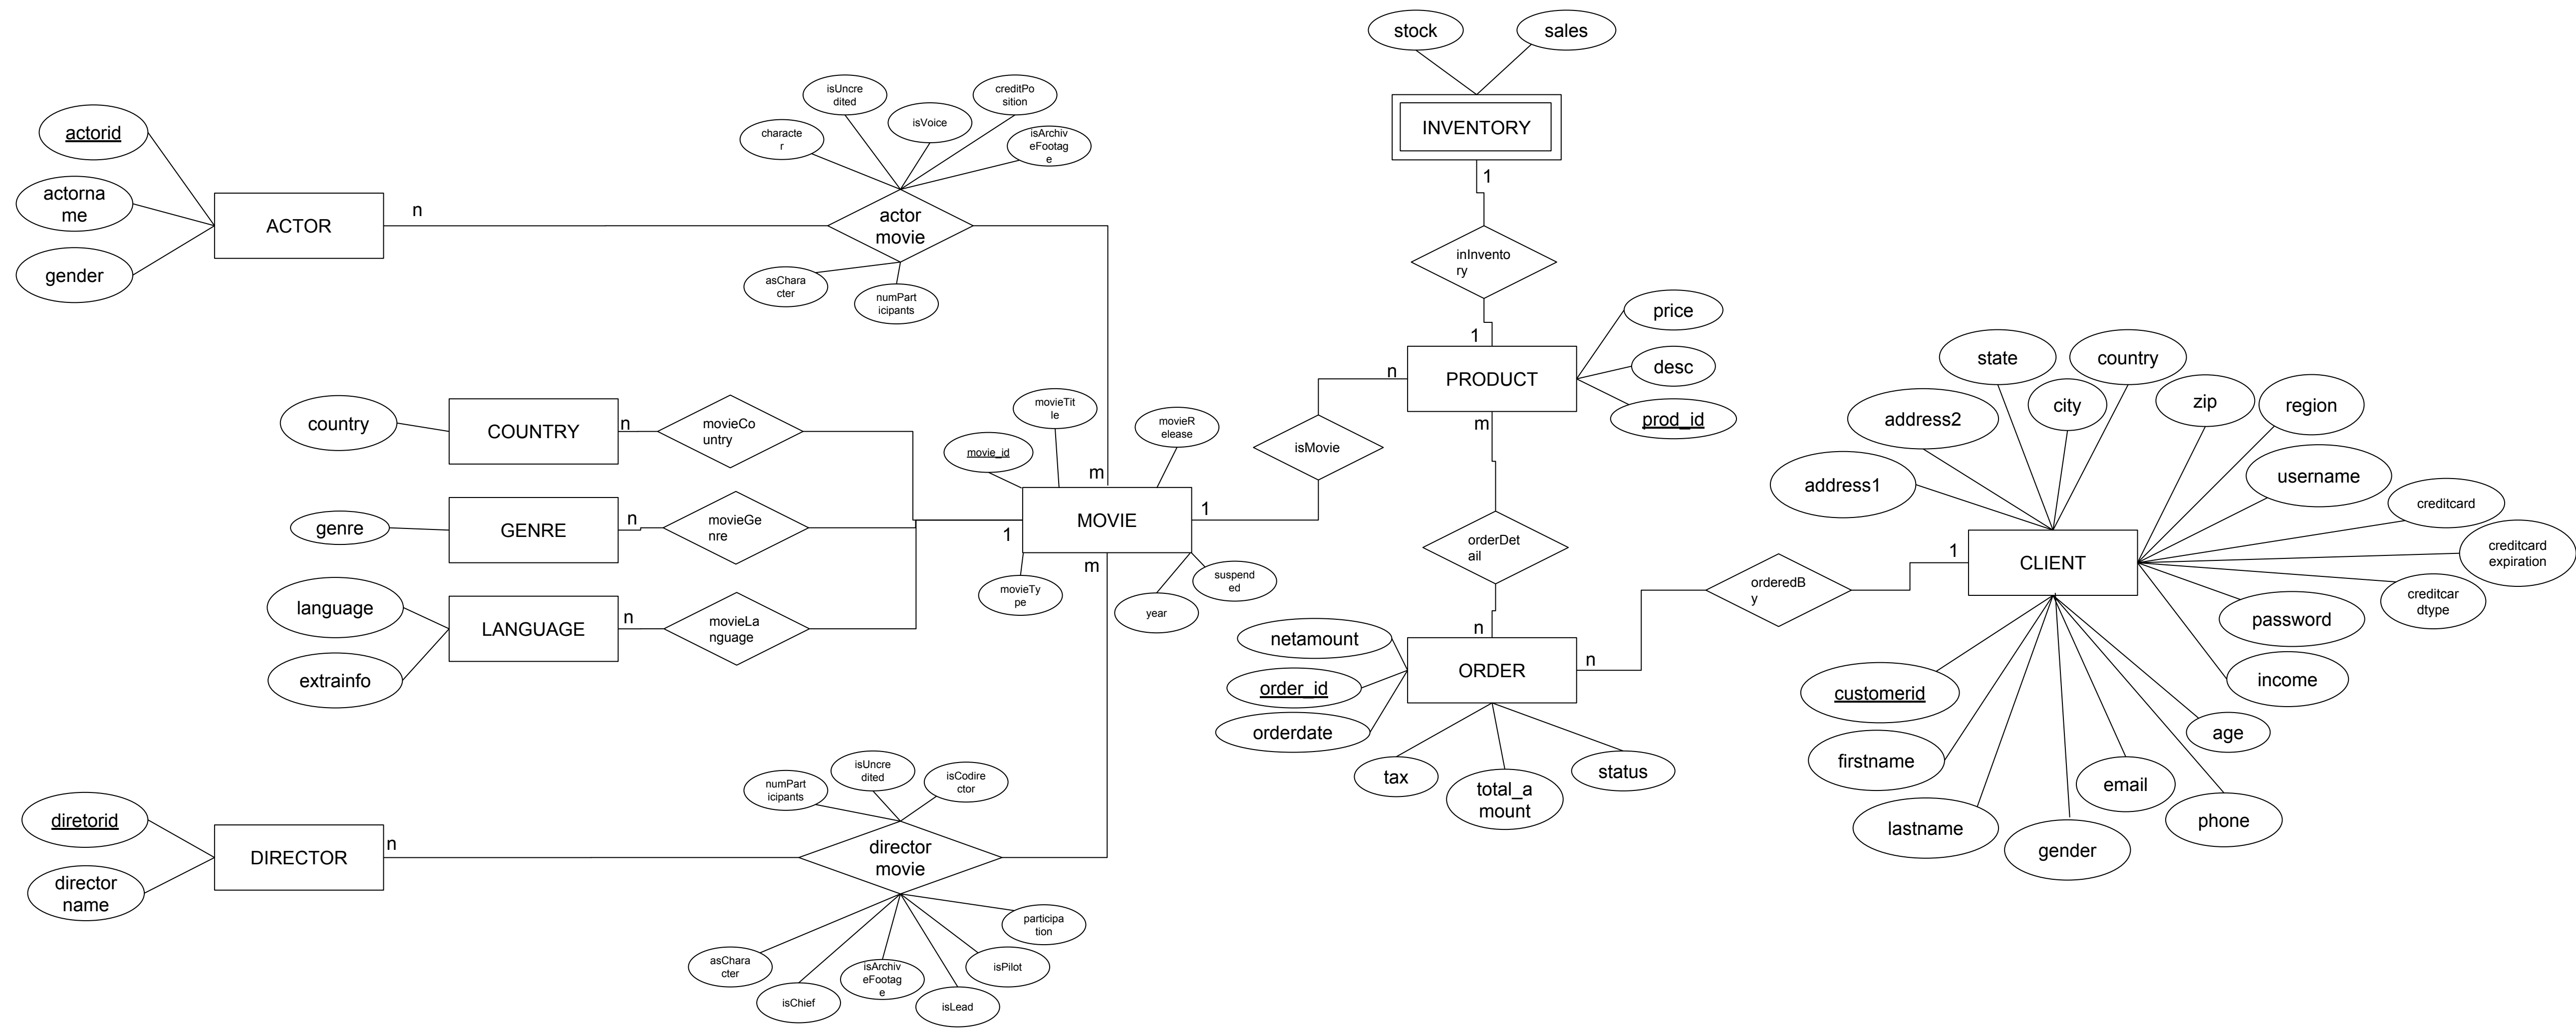 stock
sales
INVENTORY
1
inInvento
ry
1
actorid
actorna
me
gender
ACTOR
n
characte
r
isUncre
dited
isVoice
creditPo
sition
isArchiv
eFootag
e
actor
movie
asChara
cter
numPart
icipants
price
desc
prod_id
PRODUCT
n
m
isMovie
country
COUNTRY
n
movieCo
untry
genre
GENRE
n
movieGe
nre
language
extrainfo
LANGUAGE
n
movieLa
nguage
movie_id
movieTit
le
movieR
elease
m
MOVIE
1
1
m
movieTy
pe
year
suspend
ed
orderDet
ail
n
netamount
order_id
orderdate
ORDER
n
tax
total_a
mount
status
orderedB
y
1
CLIENT
address1
address2
state
city
country
zip
region
username
creditcard
creditcard
expiration
creditcar
dtype
password
income
age
phone
email
gender
lastname
firstname
customerid
diretorid
director
name
DIRECTOR
n
numPart
icipants
isUncre
dited
isCodire
ctor
director
movie
asChara
cter
isChief
isArchiv
eFootag
e
isLead
isPilot
participa
tion